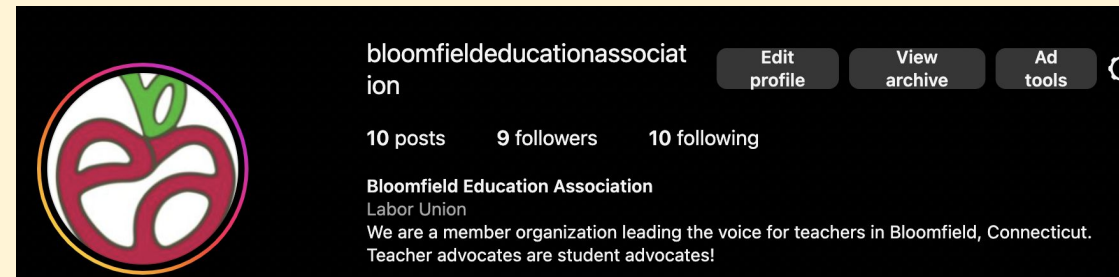 bloomfieldeducationassociat
ion
Edit
profile
View
archive
Ad
tools
10 posts 9 followers 10 following
Bloomfield Education Association
Labor Union
We are a member organization leading the voice for teachers in Bloomfield, Connecticut.
Teacher advocates are student advocates!
bea